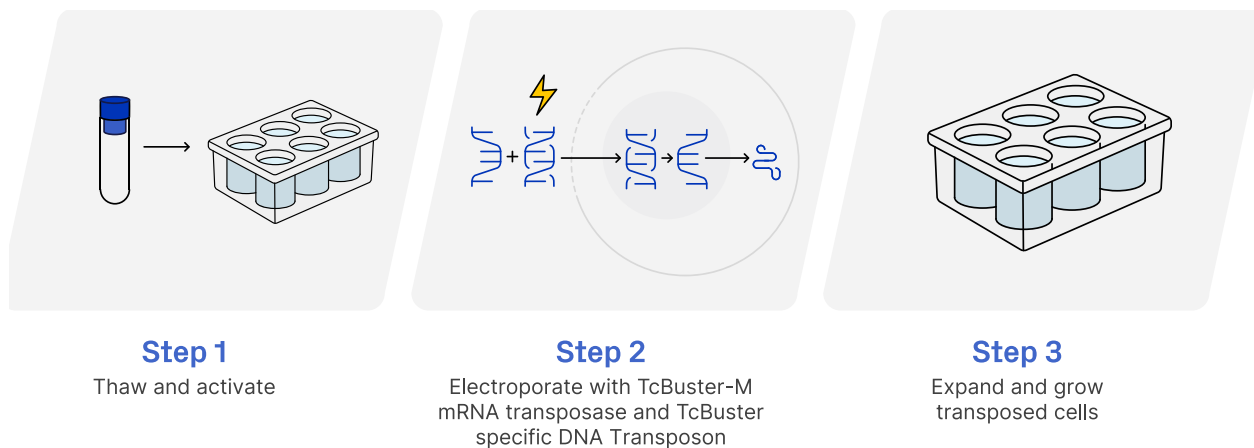 Step 1
Thaw and activate
Step 2
Electroporate with TcBuster-M
mRNA transposase and TcBuster
specific DNA Transposon
Step 3
Expand and grow
transposed cells